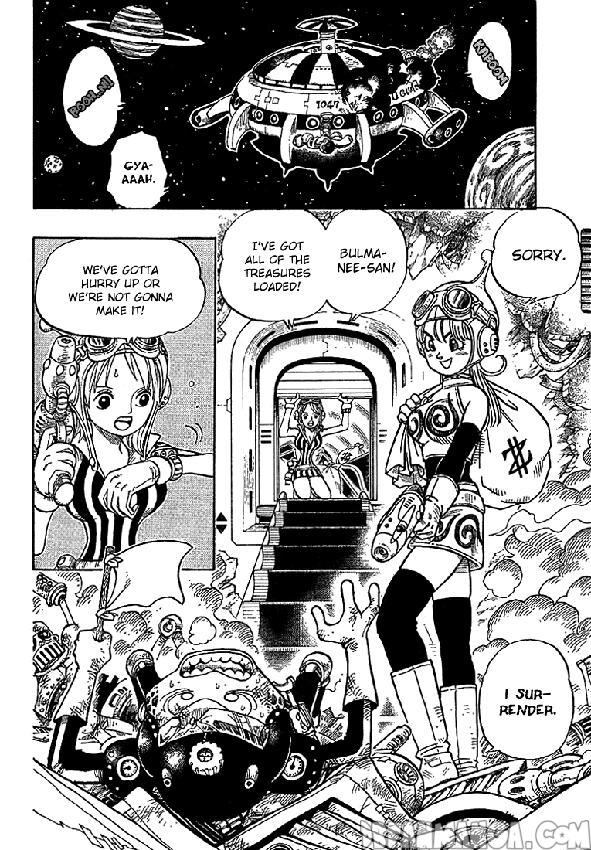 KABOOM
BOOM!!
GYA-
AAAH.
SORRY.
BULMA-
NEE-SAN!
I'VE GOT
ALL OF THE
TREASURES
LOADED!
WE'VE GOTTA
HURRY UP OR
WE'RE NOT GONNA
MAKE IT!
I SUR-
RENDER.